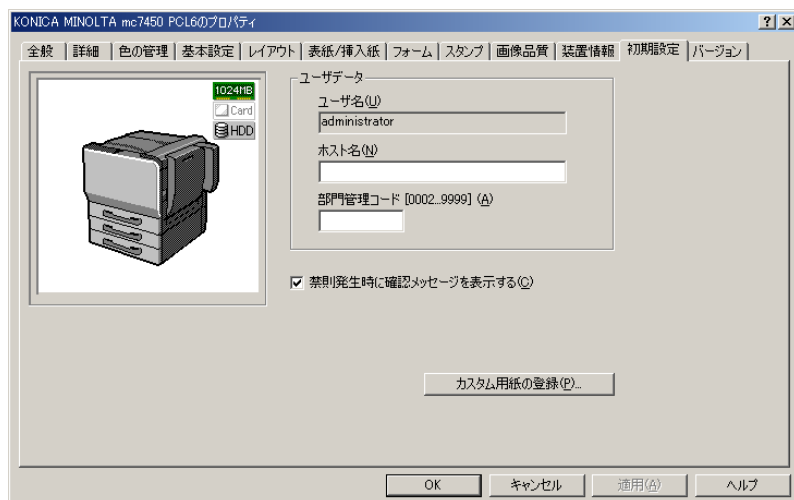 KONICA MINOLTA mc7450 PCL6のプロパティ
全般 詳細 色の管理 基本設定 レイアウト 表紙/挿入紙 フォーム スタンプ 画像品質 装置情報 初期設定 バージョン
1024MB
Card
HDD
ユーザデータ
ユーザ名(U)
administrator
ホスト名(N)
部門管理コード [0002...9999] (A)
禁則発生時に確認メッセージを表示する(C)
カスタム用紙の登録(P)...
OK キャンセル 適用(A) ヘルプ